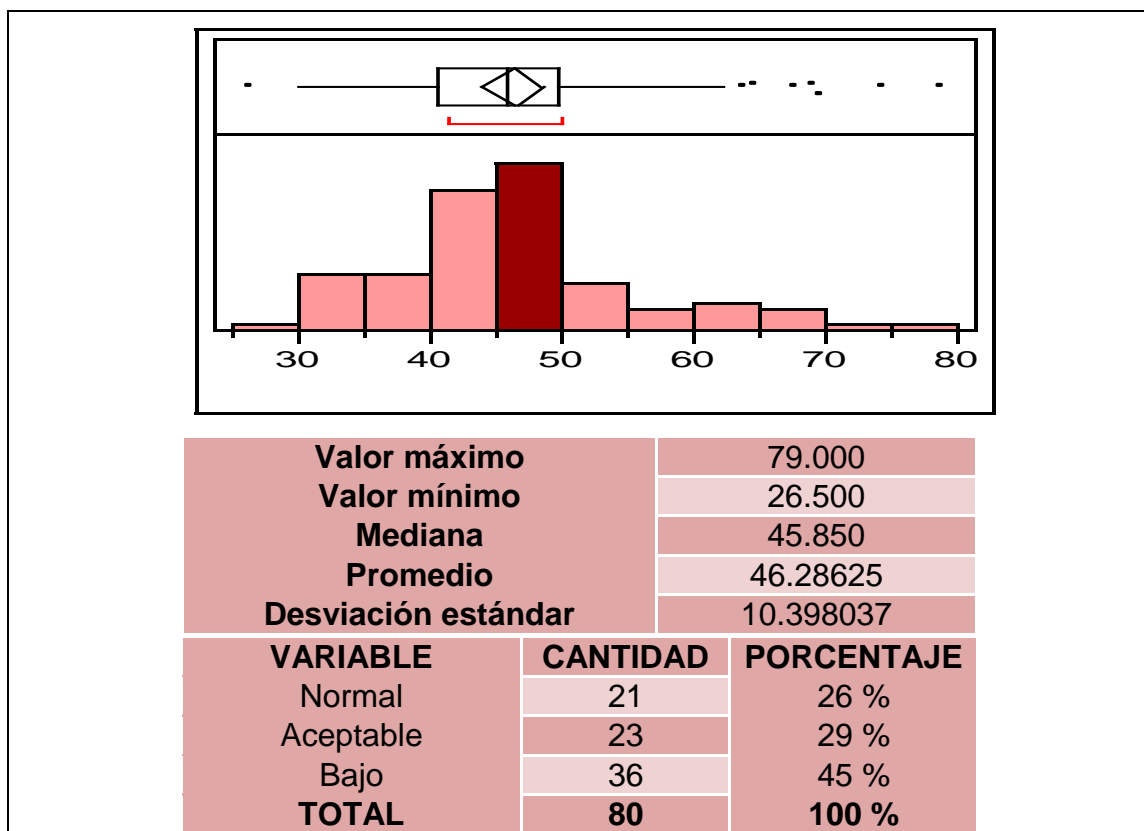 30 40 50 60 70 80
Valor máximo 79.000
Valor mínimo 26.500
Mediana 45.850
Promedio 46.28625
Desviación estándar 10.398037
VARIABLE CANTIDAD PORCENTAJE
Normal 21 26 %
Aceptable 23 29 %
Bajo 36 45 %
TOTAL 80 100 %